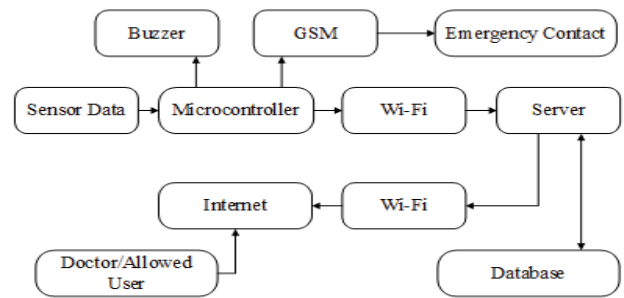 Buzzer
GSM
Emergency Contact
Sensor Data
Microcontroller
Wi-Fi
Server
Internet
Wi-Fi
Doctor/Allowed
User
Database